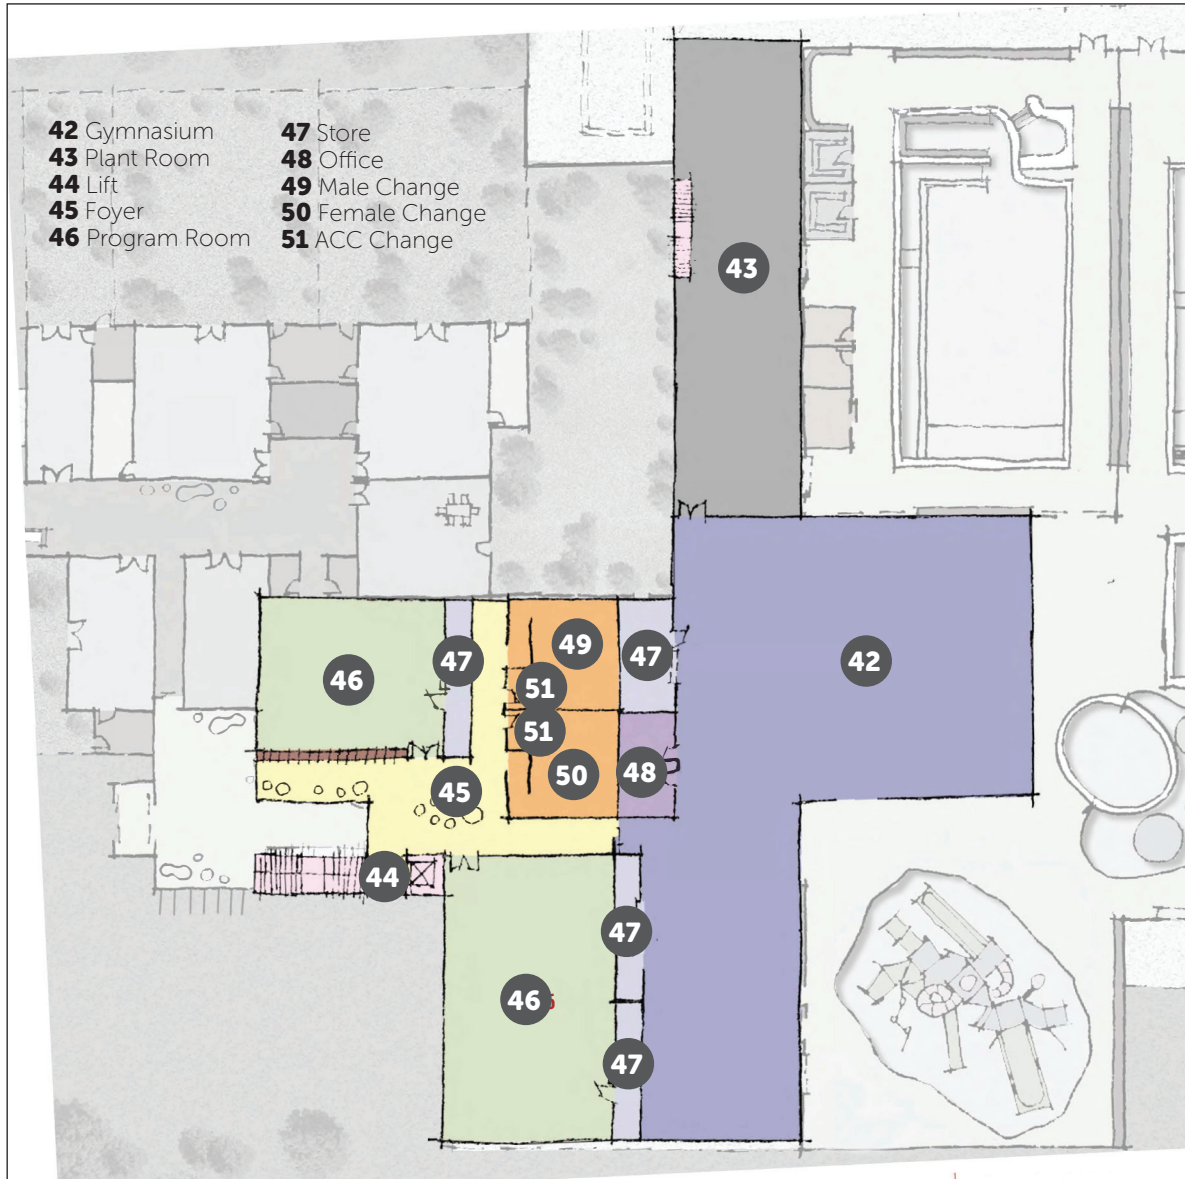 42 Gymnasium
43 Plant Room
44 Lift
45 Foyer
46 Program Room
47 Store
48 Office
49 Male Change
50 Female Change
51 ACC Change
43
49
47
47
42
46
51
51
48
50
45
44
47
46
47